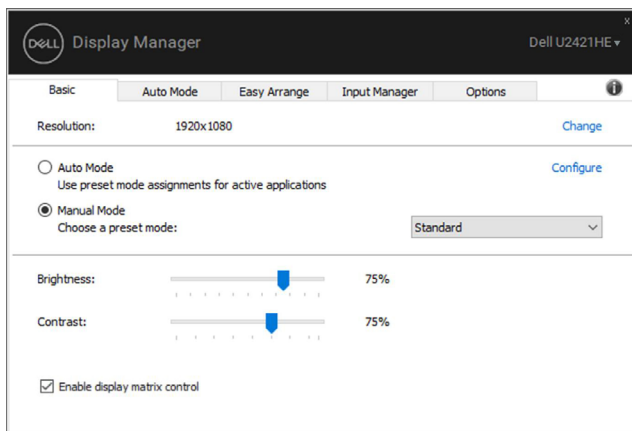 DELL Display Manager
Dell U2421HE
x
Basic Auto Mode Easy Arrange Input Manager Options
Resolution: 1920x1080 Change
Auto Mode Configure
Use preset mode assignments for active applications
Manual Mode
Choose a preset mode: Standard
Brightness: 75%
Contrast: 75%
Enable display matrix control